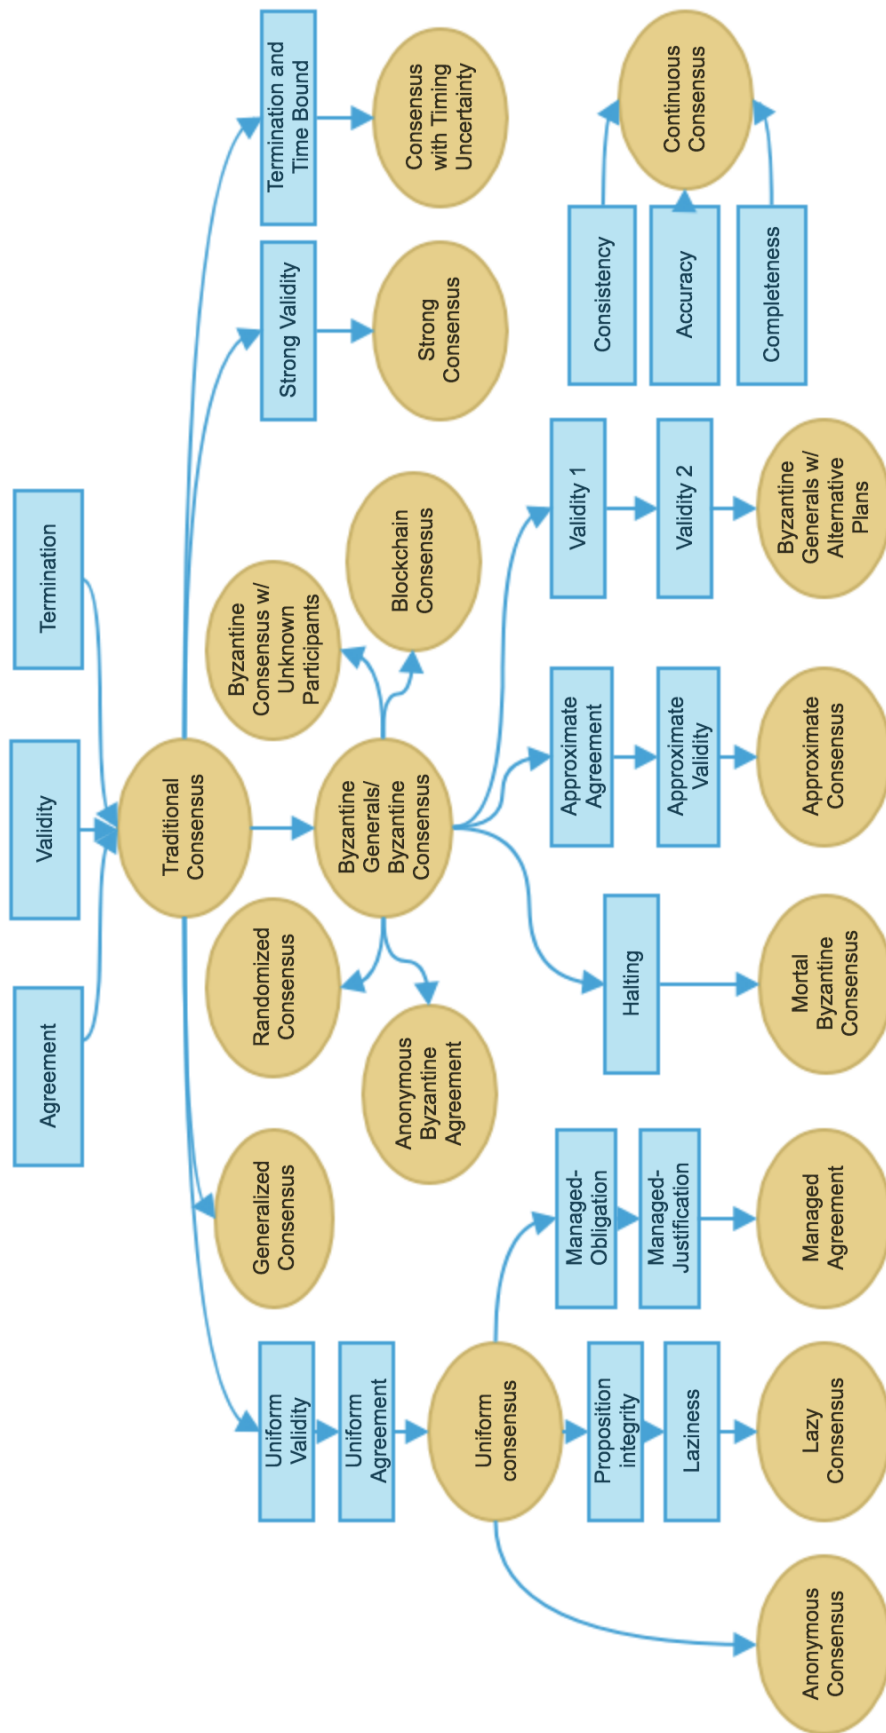 Agreement
Validity
Termination
Traditional
Consensus
Uniform
Validity
Uniform
Agreement
Generalized
Consensus
Randomized
Consensus
Byzantine
Consensus w/
Unknown
Participants
Strong Validity
Termination and
Time Bound
Anonymous
Byzantine
Agreement
Byzantine
Generals/
Byzantine
Consensus
Blockchain
Consensus
Strong
Consensus
Consensus
with Timing
Uncertainty
Uniform
consensus
Proposition
integrity
Laziness
Managed-
Obligation
Managed-
Justification
Halting
Approximate
Agreement
Approximate
Validity
Validity 1
Validity 2
Consistency
Accuracy
Completeness
Continuous
Consensus
Anonymous
Consensus
Lazy
Consensus
Managed
Agreement
Mortal
Byzantine
Consensus
Approximate
Consensus
Byzantine
Generals w/
Alternative
Plans